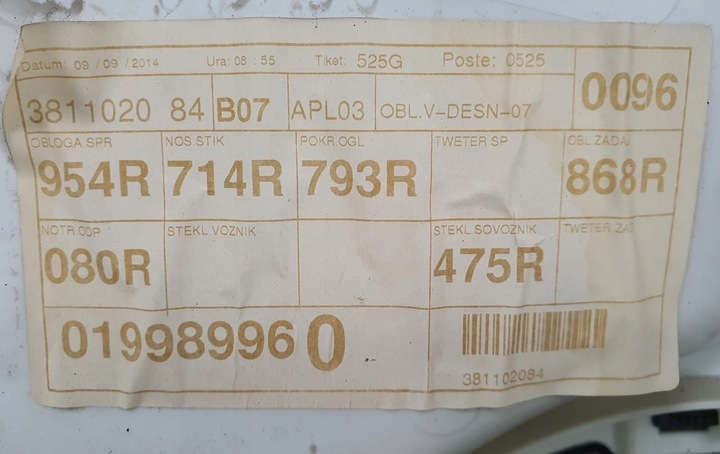 Datum: 09/09/2014 Ura: 08:55 Tiket: 525G Poste: 0525
3811020 84 B07 APL03 OBL.V-DESN-07 0096
OBLOGA SPR NOS.STIK POKR.OGL TWETER SP OBL.ZADAJ
954R 714R 793R 868R
NOTR.ODP STEKL.VOZNIK STEKL.SOVOZNIK TWETER.ZAD
080R 475R
01998996 0
381102084